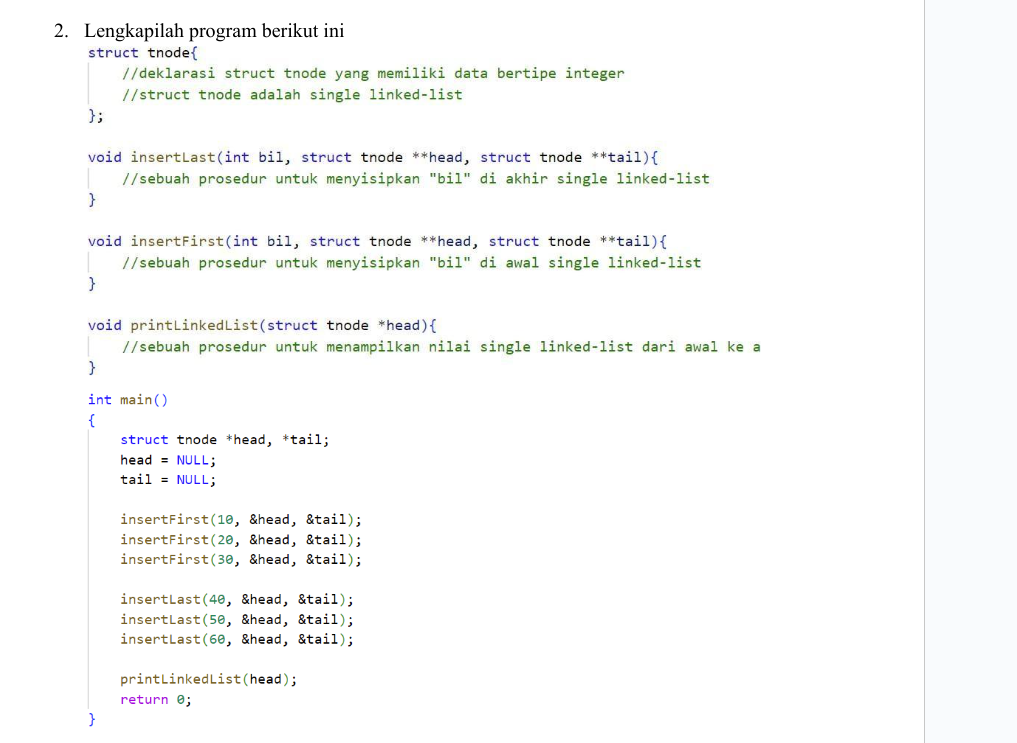 2. Lengkapilah program berikut ini
struct tnode{
//deklarasi struct tnode yang memiliki data bertipe integer
//struct tnode adalah single linked-list
};
void insertLast(int bil, struct tnode **head, struct tnode **tail){
//sebuah prosedur untuk menyisipkan "bil" di akhir single linked-list
}
void insertFirst(int bil, struct tnode **head, struct tnode **tail){
//sebuah prosedur untuk menyisipkan "bil" di awal single linked-list
}
void printLinkedList(struct tnode *head){
//sebuah prosedur untuk menampilkan nilai single linked-list dari awal ke a
}
int main()
{
struct tnode *head, *tail;
head = NULL;
tail = NULL;
insertFirst(10, &head, &tail);
insertFirst(20, &head, &tail);
insertFirst(30, &head, &tail);
insertLast(40, &head, &tail);
insertLast(50, &head, &tail);
insertLast(60, &head, &tail);
printLinkedList(head);
return 0;
}